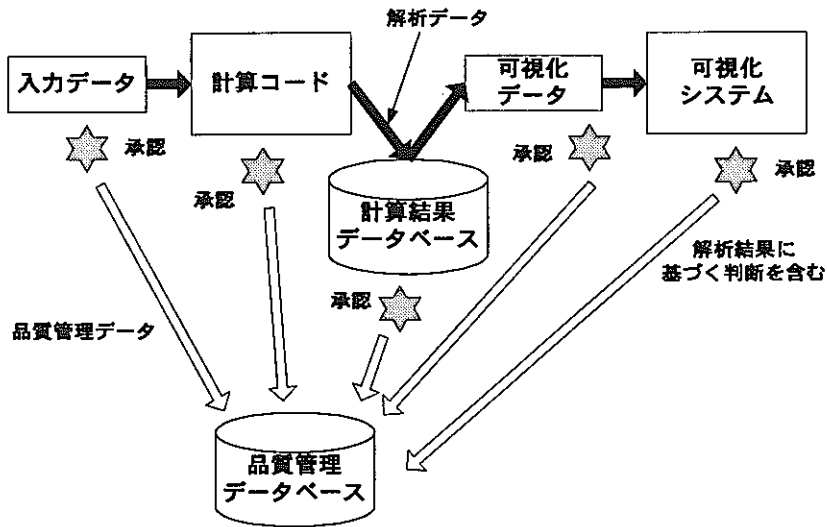 解析データ
入力データ
計算コード
可視化
データ
可視化
システム
承認
承認
承認
承認
計算結果
データベース
解析結果に
基づく判断を含む
承認
品質管理データ
品質管理
データベース